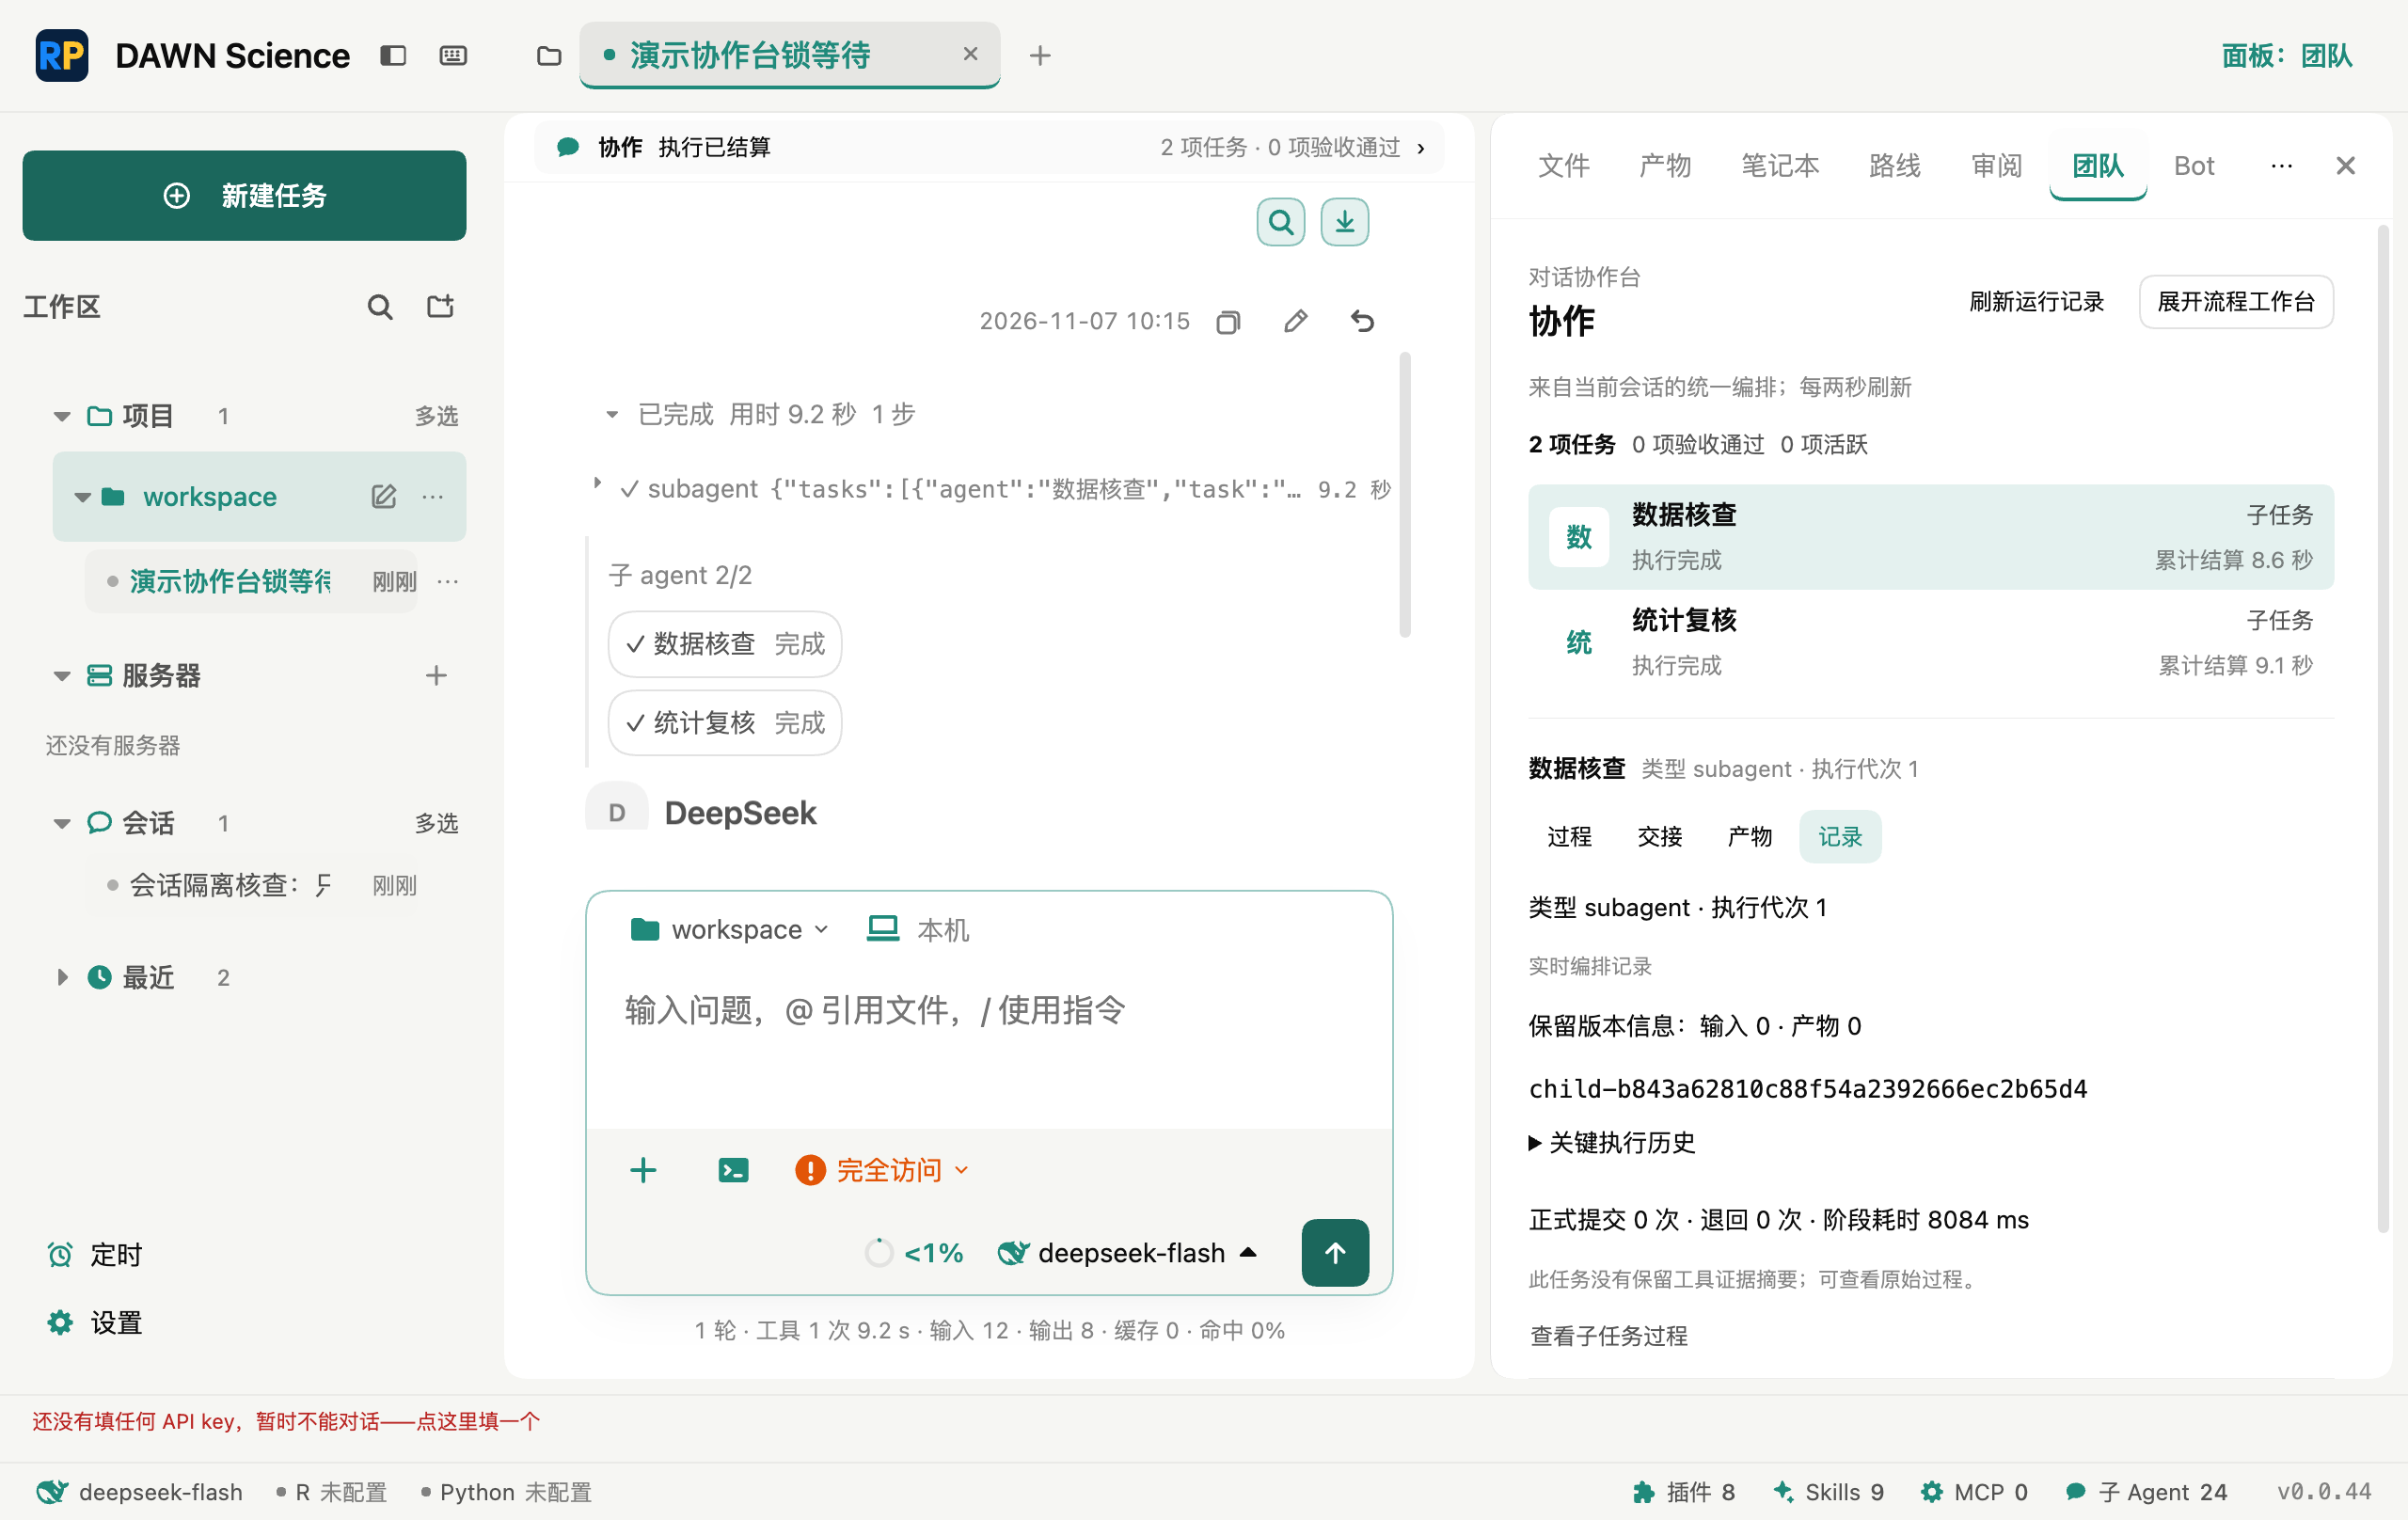 RP DAWN Science
演示协作台锁等待
面板：团队
新建任务
工作区
项目 1 多选
workspace
演示协作台锁等待 刚刚
服务器
还没有服务器
会话 1 多选
会话隔离核查： 刚刚
最近 2
定时
设置
协作 执行已结算 2 项任务 · 0 项验收通过
2026-11-07 10:15
已完成 用时 9.2 秒 1 步
subagent {"tasks":[{"agent":"数据核查","task":"… 9.2 秒
子 agent 2/2
数据核查 完成
统计复核 完成
D DeepSeek
workspace 本机
输入问题，@ 引用文件，/ 使用指令
完全访问
<1% deepseek-flash
1 轮 · 工具 1 次 9.2 s · 输入 12 · 输出 8 · 缓存 0 · 命中 0%
文件 产物 笔记本 路线 审阅 团队 Bot
对话协作台
协作
刷新运行记录 展开流程工作台
来自当前会话的统一编排；每两秒刷新
2 项任务 0 项验收通过 0 项活跃
数 数据核查 子任务
执行完成 累计结算 8.6 秒
统 统计复核 子任务
执行完成 累计结算 9.1 秒
数据核查 类型 subagent · 执行代次 1
过程 交接 产物 记录
类型 subagent · 执行代次 1
实时编排记录
保留版本信息：输入 0 · 产物 0
child-b843a62810c88f54a2392666ec2b65d4
关键执行历史
正式提交 0 次 · 退回 0 次 · 阶段耗时 8084 ms
此任务没有保留工具证据摘要；可查看原始过程。
查看子任务过程
还没有填任何 API key，暂时不能对话——点这里填一个
deepseek-flash R 未配置 Python 未配置
插件 8 Skills 9 MCP 0 子 Agent 24 v0.0.44